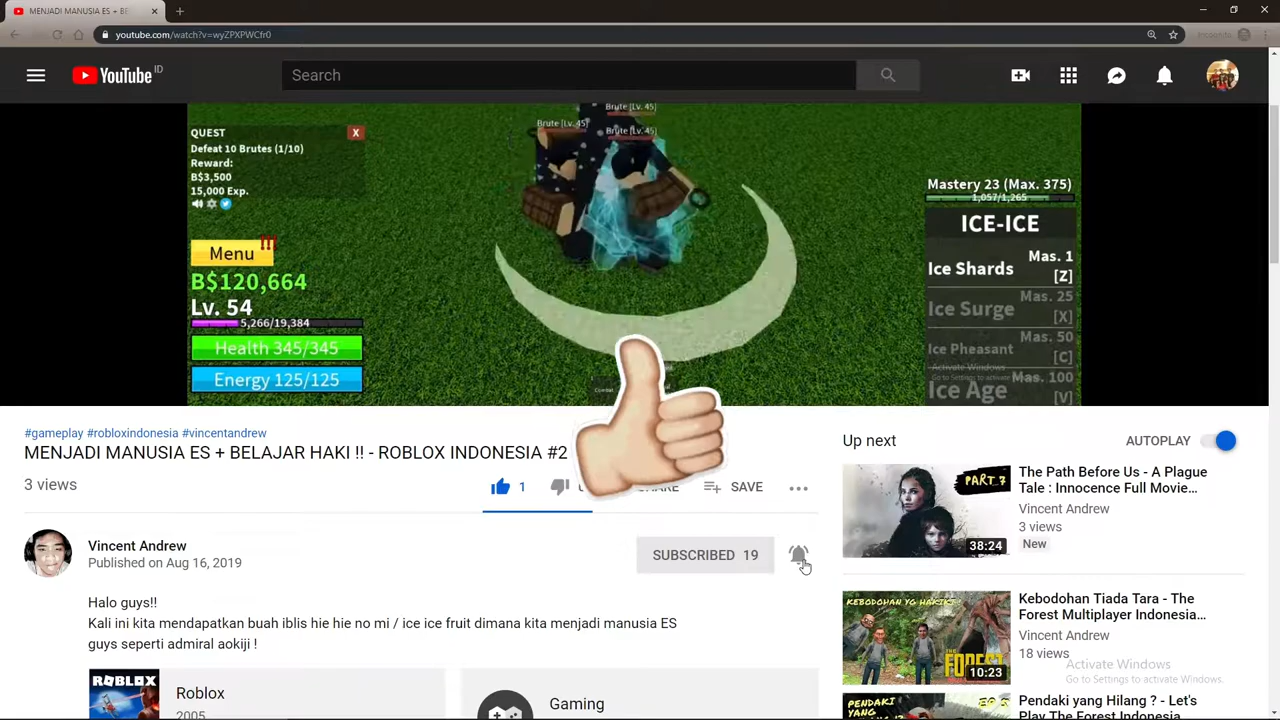 MENJADI MANUSIA ES + BE
youtube.com/watch?v=wyZPXPWCfr0
Incognito
YouTube ID
Search
QUEST X
Defeat 10 Brutes (1/10)
Reward:
B$3,500
15,000 Exp.
Menu !!!
B$120,664
Lv. 54
5,266/19,384
Health 345/345
Energy 125/125
Brute [Lv. 45]
Brute [Lv. 45]
Brute [Lv. 45]
Combat
Mastery 23 (Max. 375)
1,057/1,265
ICE-ICE
Mas. 1
Ice Shards [Z]
Mas. 25
Ice Surge [X]
Mas. 50
Ice Pheasant [C]
Activate Windows
Go to Settings to activate
Mas. 100
Ice Age [V]
#gameplay #robloxindonesia #vincentandrew
MENJADI MANUSIA ES + BELAJAR HAKI !! - ROBLOX INDONESIA #2
3 views
1
SHARE
SAVE
Vincent Andrew
Published on Aug 16, 2019
SUBSCRIBED 19
Halo guys!!
Kali ini kita mendapatkan buah iblis hie hie no mi / ice ice fruit dimana kita menjadi manusia ES
guys seperti admiral aokiji !
ROBLOX
Roblox
2005
Gaming
Up next
AUTOPLAY
PART 7
38:24
The Path Before Us - A Plague
Tale : Innocence Full Movie...
Vincent Andrew
3 views
New
KEBODOHAN YG HAKIKI
THE FOREST
10:23
Kebodohan Tiada Tara - The
Forest Multiplayer Indonesia...
Vincent Andrew
18 views
Activate Windows
Go to Settings to activate Windows.
PENDAKI
YANG
Pendaki yang Hilang ? - Let's
Play The Forest Indonesia